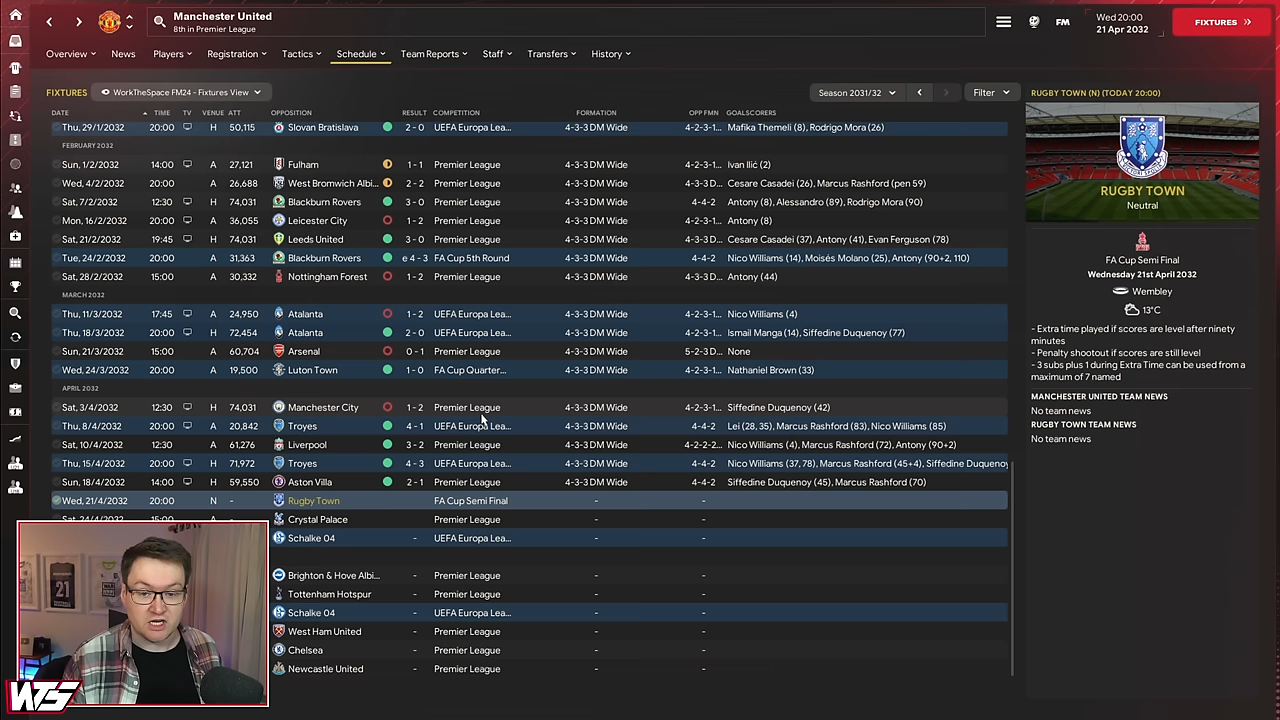 Manchester United
8th in Premier League
FM
Wed 20:00
21 Apr 2032
FIXTURES
Overview News Players Registration Tactics Schedule Team Reports Staff Transfers History
FIXTURES WorkTheSpace FM24 - Fixtures View Season 2031/32 Filter
DATE TIME TV VENUE ATT OPPOSITION RESULT COMPETITION FORMATION OPP FMN GOALSCORERS
Thu, 29/1/2032 20:00 H 50,115 Slovan Bratislava 2 - 0 UEFA Europa Lea... 4-3-3 DM Wide 4-2-3-1... Mafika Themeli (8), Rodrigo Mora (26)
FEBRUARY 2032
Sun, 1/2/2032 14:00 A 27,121 Fulham 1 - 1 Premier League 4-3-3 DM Wide 4-2-3-1... Ivan Ilić (2)
Wed, 4/2/2032 20:00 A 26,688 West Bromwich Albi... 2 - 2 Premier League 4-3-3 DM Wide 4-3-3 D... Cesare Casadei (26), Marcus Rashford (pen 59)
Sat, 7/2/2032 12:30 H 74,031 Blackburn Rovers 3 - 0 Premier League 4-3-3 DM Wide 4-4-2 Antony (8), Alessandro (89), Rodrigo Mora (90)
Mon, 16/2/2032 20:00 A 36,055 Leicester City 1 - 2 Premier League 4-3-3 DM Wide 4-2-3-1... Antony (8)
Sat, 21/2/2032 19:45 H 74,031 Leeds United 3 - 0 Premier League 4-3-3 DM Wide 4-2-3-1... Cesare Casadei (37), Antony (41), Evan Ferguson (78)
Tue, 24/2/2032 20:00 A 31,363 Blackburn Rovers e 4 - 3 FA Cup 5th Round 4-3-3 DM Wide 4-4-2 Nico Williams (14), Moisés Molano (25), Antony (90+2, 110)
Sat, 28/2/2032 15:00 A 30,332 Nottingham Forest 1 - 2 Premier League 4-3-3 DM Wide 4-3-3 D... Antony (44)
MARCH 2032
Thu, 11/3/2032 17:45 A 24,950 Atalanta 1 - 2 UEFA Europa Lea... 4-3-3 DM Wide 4-2-3-1... Nico Williams (4)
Thu, 18/3/2032 20:00 H 72,454 Atalanta 2 - 0 UEFA Europa Lea... 4-3-3 DM Wide 4-2-3-1... Ismail Manga (14), Siffedine Duquenoy (77)
Sun, 21/3/2032 15:00 A 60,704 Arsenal 0 - 1 Premier League 4-3-3 DM Wide 5-2-3 D... None
Wed, 24/3/2032 20:00 A 19,500 Luton Town 1 - 0 FA Cup Quarter... 4-3-3 DM Wide 4-3-3 D... Nathaniel Brown (33)
APRIL 2032
Sat, 3/4/2032 12:30 H 74,031 Manchester City 1 - 2 Premier League 4-3-3 DM Wide 4-2-3-1... Siffedine Duquenoy (42)
Thu, 8/4/2032 20:00 A 20,842 Troyes 4 - 1 UEFA Europa Lea... 4-3-3 DM Wide 4-4-2 Lei (28, 35), Marcus Rashford (83), Nico Williams (85)
Sat, 10/4/2032 12:30 A 61,276 Liverpool 3 - 2 Premier League 4-3-3 DM Wide 4-2-2-2... Nico Williams (4), Marcus Rashford (72), Antony (90+2)
Thu, 15/4/2032 20:00 H 71,972 Troyes 4 - 3 UEFA Europa Lea... 4-3-3 DM Wide 4-4-2 Nico Williams (37, 78), Marcus Rashford (45+4), Siffedine Duquenoy
Sun, 18/4/2032 14:00 H 59,550 Aston Villa 2 - 1 Premier League 4-3-3 DM Wide 4-4-2 Siffedine Duquenoy (45), Marcus Rashford (70)
Wed, 21/4/2032 20:00 N - Rugby Town FA Cup Semi Final - -
Sat, 24/4/2032 15:00 A - Crystal Palace Premier League - -
Schalke 04 - UEFA Europa Lea... - -
Brighton & Hove Albi... - Premier League - -
Tottenham Hotspur - Premier League - -
Schalke 04 - UEFA Europa Lea... - -
West Ham United - Premier League - -
Chelsea - Premier League - -
Newcastle United - Premier League - -
RUGBY TOWN (N) (TODAY 20:00)
RUGBY TOWN
Neutral
FA Cup Semi Final
Wednesday 21st April 2032
Wembley
13°C
- Extra time played if scores are level after ninety
minutes
- Penalty shootout if scores are still level
- 3 subs plus 1 during Extra Time can be used from a
maximum of 7 named
MANCHESTER UNITED TEAM NEWS
No team news
RUGBY TOWN TEAM NEWS
No team news
21
WTS